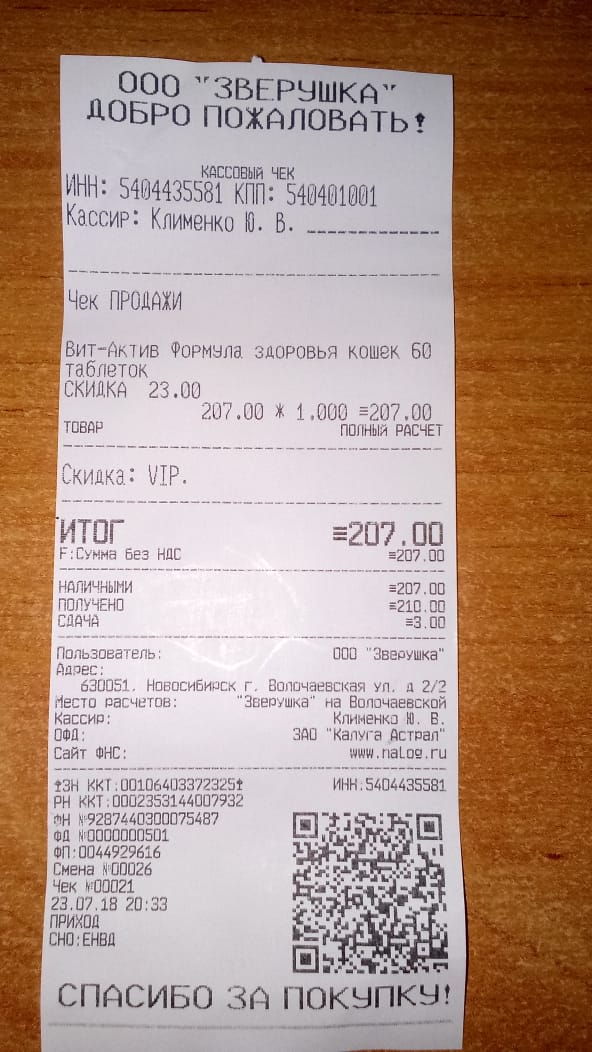 ООО "ЗВЕРУШКА"
ДОБРО ПОЖАЛОВАТЬ!
КАССОВЫЙ ЧЕК
ИНН: 5404435581 КПП: 540401001
Кассир: Клименко Ю. В. _____________
Чек ПРОДАЖИ
Вит-Актив Формула здоровья кошек 60
таблеток
СКИДКА 23.00
207.00 * 1.000 =207.00
ТОВАР ПОЛНЫЙ РАСЧЕТ
Скидка: VIP.
ИТОГ ≡207.00
F:Сумма без НДС ≡207.00
НАЛИЧНЫМИ ≡207.00
ПОЛУЧЕНО ≡210.00
СДАЧА ≡3.00
Пользователь: ООО "Зверушка"
Адрес:
630051, Новосибирск г, Волочаевская ул, д 2/2
Место расчетов: "Зверушка" на Волочаевской
Кассир: Клименко Ю. В.
ОФД: ЗАО "Калуга Астрал"
Сайт ФНС: www.nalog.ru
ЗН ККТ:00106403372325 ИНН:5404435581
РН ККТ:0002353144007932
ФН №9287440300075487
ФД №0000000501
ФП:0044929616
Смена №00026
Чек №00021
23.07.18 20:33
ПРИХОД
СНО:ЕНВД
СПАСИБО ЗА ПОКУПКУ!